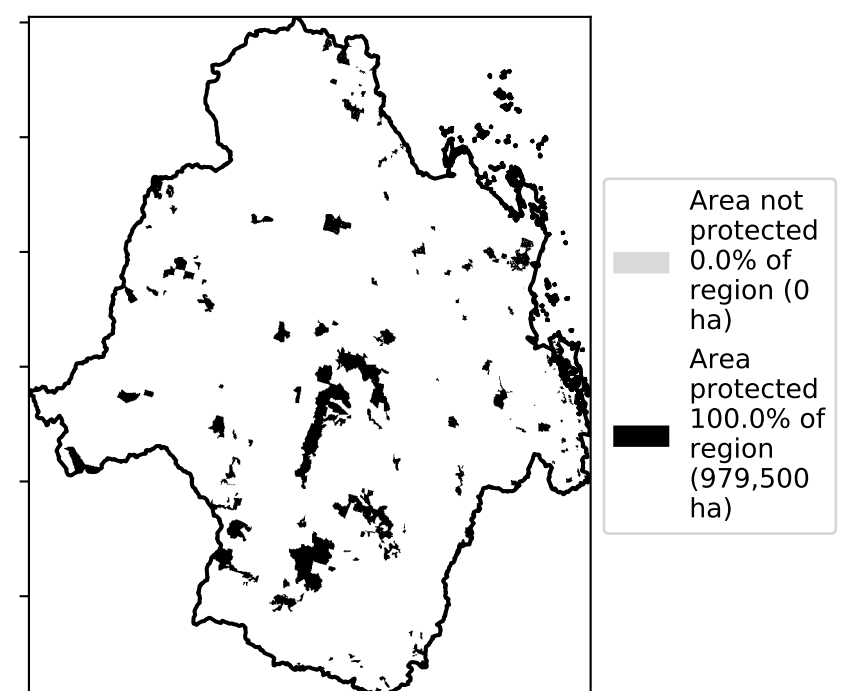 Area not
protected
0.0% of
region (0
ha)
Area
protected
100.0% of
region
(979,500
ha)